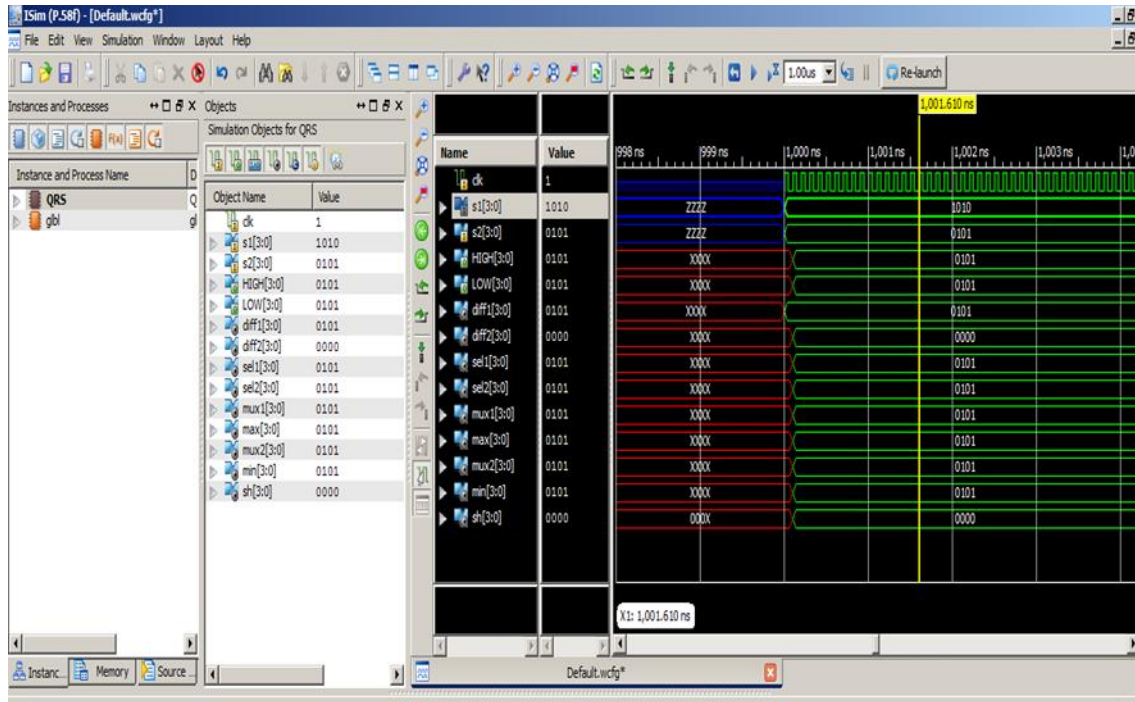 ISim (P.58f) - [Default.wcfg*]
File Edit View Simulation Window Layout Help
1.00us Re-launch
Instances and Processes
Instance and Process Name D
QRS Q
glbl gl
Instanc... Memory Source ...
Objects
Simulation Objects for QRS
Object Name Value
clk 1
s1[3:0] 1010
s2[3:0] 0101
HIGH[3:0] 0101
LOW[3:0] 0101
diff1[3:0] 0101
diff2[3:0] 0000
sel1[3:0] 0101
sel2[3:0] 0101
mux1[3:0] 0101
max[3:0] 0101
mux2[3:0] 0101
min[3:0] 0101
sh[3:0] 0000
1,001.610 ns
Name Value 998 ns 999 ns 1,000 ns 1,001 ns 1,002 ns 1,003 ns 1,0
clk 1
s1[3:0] 1010 ZZZZ 1010
s2[3:0] 0101 ZZZZ 0101
HIGH[3:0] 0101 XXXX 0101
LOW[3:0] 0101 XXXX 0101
diff1[3:0] 0101 XXXX 0101
diff2[3:0] 0000 XXXX 0000
sel1[3:0] 0101 XXXX 0101
sel2[3:0] 0101 XXXX 0101
mux1[3:0] 0101 XXXX 0101
max[3:0] 0101 XXXX 0101
mux2[3:0] 0101 XXXX 0101
min[3:0] 0101 XXXX 0101
sh[3:0] 0000 000X 0000
X1: 1,001.610 ns
Default.wcfg*